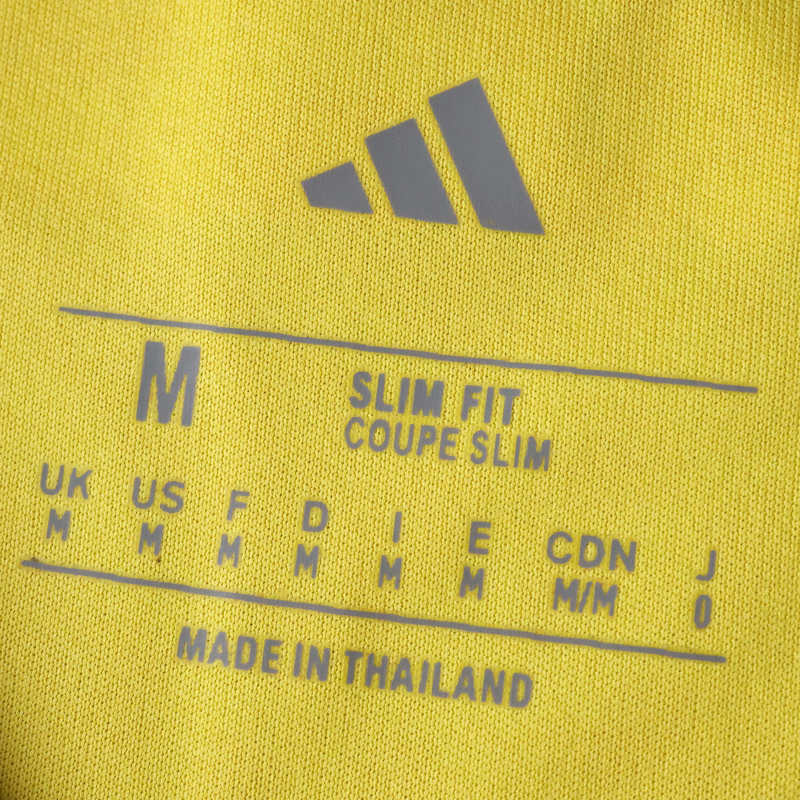 M
SLIM FIT
COUPE SLIM
UK US F D I E CDN J
M M M M M M M/M O
MADE IN THAILAND